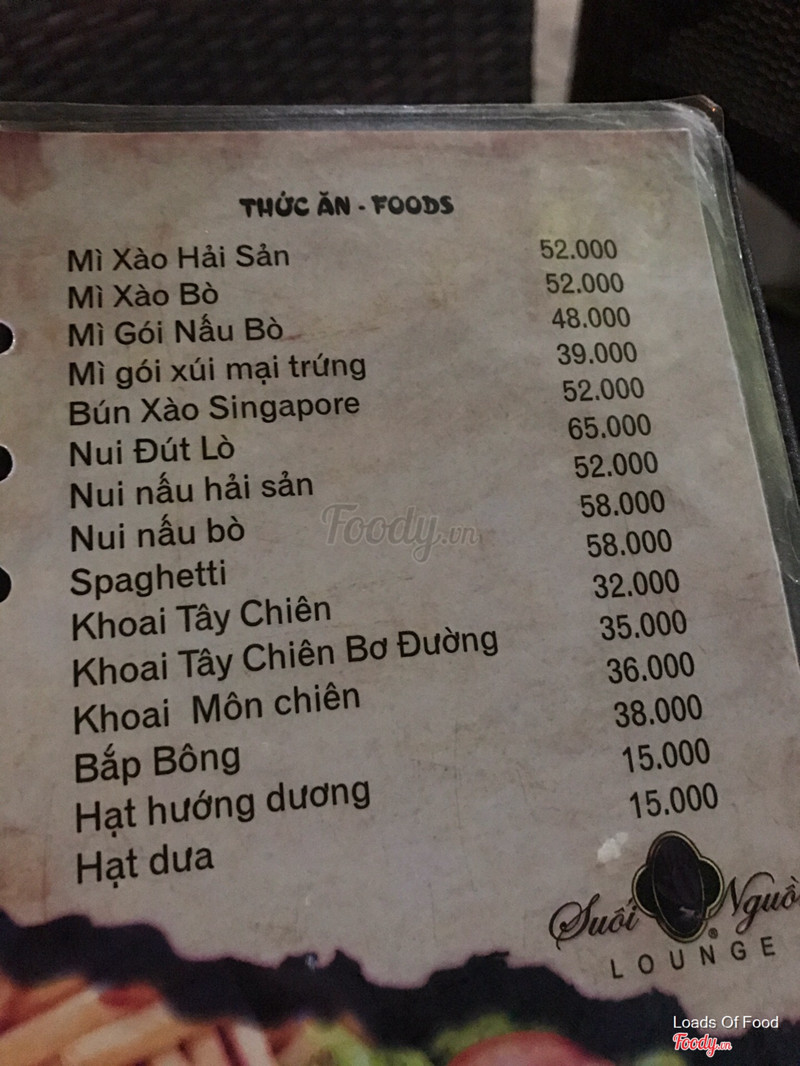 THỨC ĂN - FOODS
Mì Xào Hải Sản 52.000
Mì Xào Bò 52.000
Mì Gói Nấu Bò 48.000
Mì gói xúi mại trứng 39.000
Bún Xào Singapore 52.000
Nui Đút Lò 65.000
Nui nấu hải sản 52.000
Nui nấu bò 58.000
Spaghetti 58.000
Khoai Tây Chiên 32.000
Khoai Tây Chiên Bơ Đường 35.000
Khoai Môn chiên 36.000
Bắp Bông 38.000
Hạt hướng dương 15.000
Hạt dưa 15.000
Foody.vn
Suối Nguồ
LOUNGE
Loads Of Food
Foody.vn